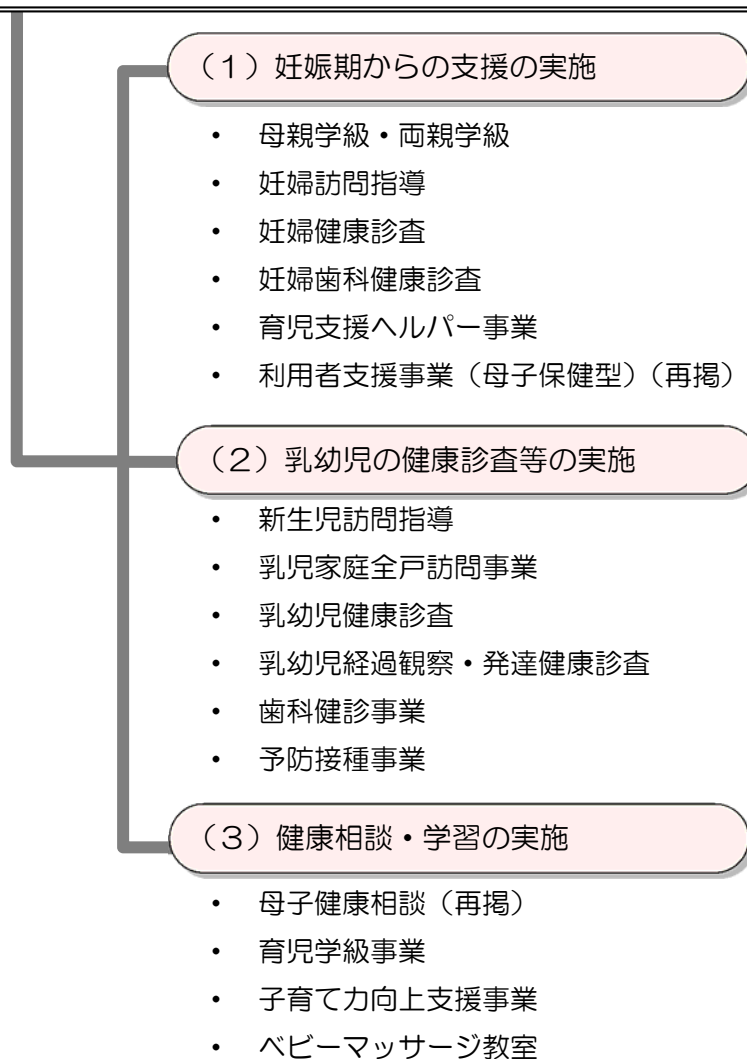 （1）妊娠期からの支援の実施
・ 母親学級・両親学級
・ 妊婦訪問指導
・ 妊婦健康診査
・ 妊婦歯科健康診査
・ 育児支援ヘルパー事業
・ 利用者支援事業（母子保健型）（再掲）
（2）乳幼児の健康診査等の実施
・ 新生児訪問指導
・ 乳児家庭全戸訪問事業
・ 乳幼児健康診査
・ 乳幼児経過観察・発達健康診査
・ 歯科健診事業
・ 予防接種事業
（3）健康相談・学習の実施
・ 母子健康相談（再掲）
・ 育児学級事業
・ 子育て力向上支援事業
・ ベビーマッサージ教室